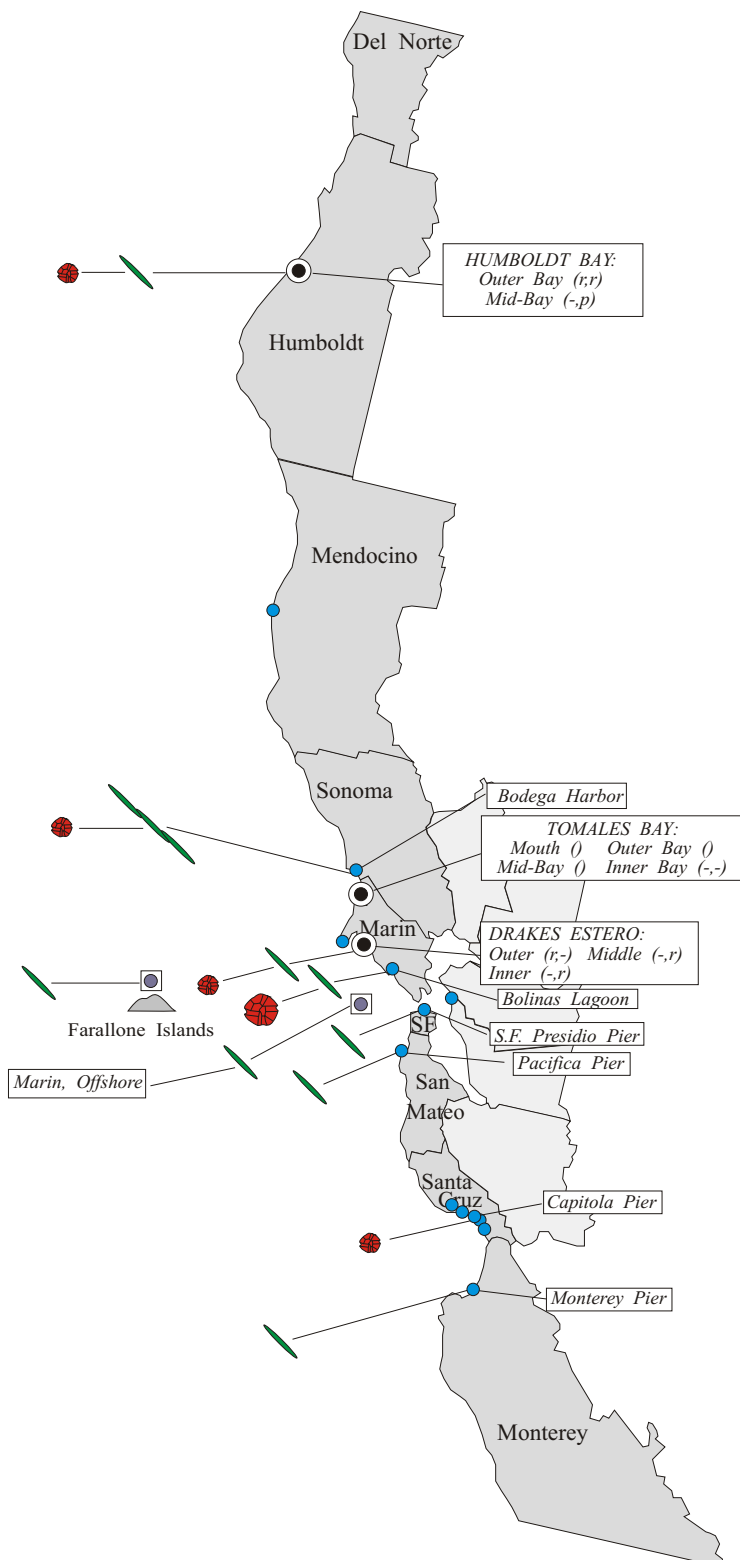 Del Norte
HUMBOLDT BAY:
Outer Bay (r,r)
Mid-Bay (-,p)
Humboldt
Mendocino
Sonoma
Bodega Harbor
TOMALES BAY:
Mouth () Outer Bay ()
Mid-Bay () Inner Bay (-,-)
Marin
DRAKES ESTERO:
Outer (r,-) Middle (-,r)
Inner (-,r)
Bolinas Lagoon
Farallone Islands
SF
S.F. Presidio Pier
Pacifica Pier
Marin, Offshore
San
Mateo
Santa
Cruz
Capitola Pier
Monterey Pier
Monterey